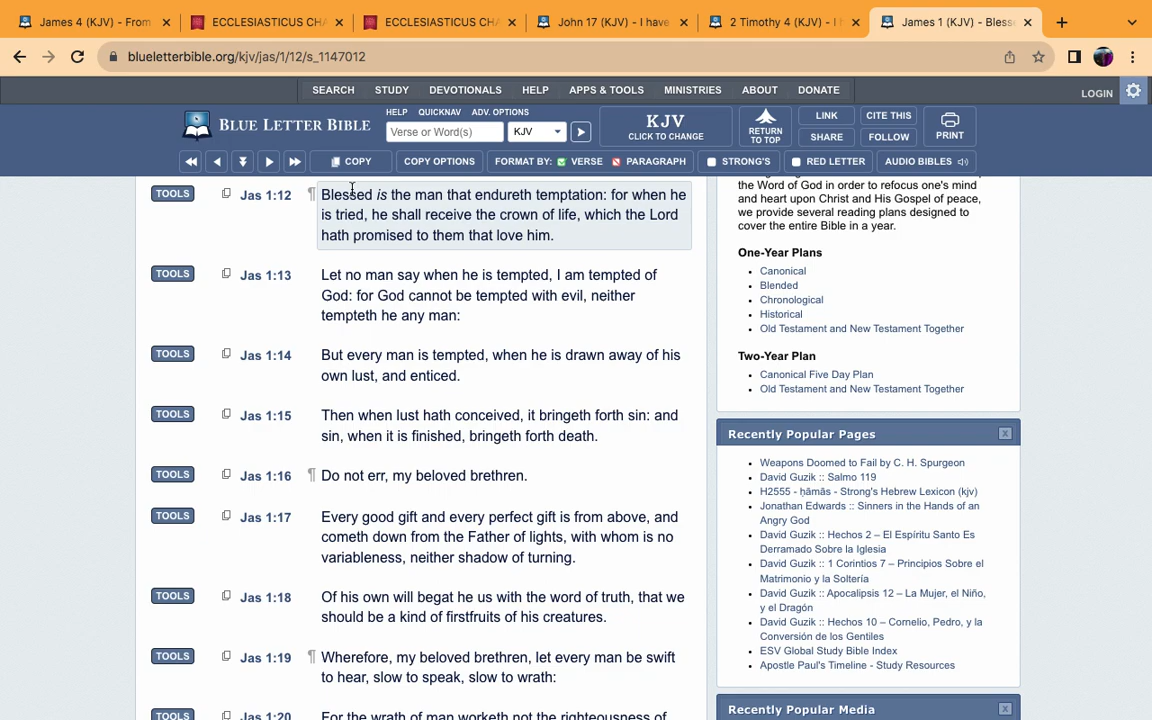 James 4 (KJV) - From
ECCLESIASTICUS CHA
ECCLESIASTICUS CHA
John 17 (KJV) - I have
2 Timothy 4 (KJV) - I h
James 1 (KJV) - Blesse
blueletterbible.org/kjv/jas/1/12/s_1147012
SEARCH STUDY DEVOTIONALS HELP APPS & TOOLS MINISTRIES ABOUT DONATE LOGIN
BLUE LETTER BIBLE
HELP QUICKNAV ADV. OPTIONS
Verse or Word(s) KJV
KJV
CLICK TO CHANGE
RETURN
TO TOP
LINK CITE THIS
SHARE FOLLOW
PRINT
COPY COPY OPTIONS FORMAT BY: VERSE PARAGRAPH STRONG'S RED LETTER AUDIO BIBLES
TOOLS Jas 1:12 ¶ Blessed is the man that endureth temptation: for when he
is tried, he shall receive the crown of life, which the Lord
hath promised to them that love him.
TOOLS Jas 1:13 Let no man say when he is tempted, I am tempted of
God: for God cannot be tempted with evil, neither
tempteth he any man:
TOOLS Jas 1:14 But every man is tempted, when he is drawn away of his
own lust, and enticed.
TOOLS Jas 1:15 Then when lust hath conceived, it bringeth forth sin: and
sin, when it is finished, bringeth forth death.
TOOLS Jas 1:16 ¶ Do not err, my beloved brethren.
TOOLS Jas 1:17 Every good gift and every perfect gift is from above, and
cometh down from the Father of lights, with whom is no
variableness, neither shadow of turning.
TOOLS Jas 1:18 Of his own will begat he us with the word of truth, that we
should be a kind of firstfruits of his creatures.
TOOLS Jas 1:19 ¶ Wherefore, my beloved brethren, let every man be swift
to hear, slow to speak, slow to wrath:
TOOLS Jas 1:20 For the wrath of man worketh not the righteousness of
the Word of God in order to refocus one's mind
and heart upon Christ and His Gospel of peace,
we provide several reading plans designed to
cover the entire Bible in a year.
One-Year Plans
• Canonical
• Blended
• Chronological
• Historical
• Old Testament and New Testament Together
Two-Year Plan
• Canonical Five Day Plan
• Old Testament and New Testament Together
Recently Popular Pages
• Weapons Doomed to Fail by C. H. Spurgeon
• David Guzik :: Salmo 119
• H2555 - ḥāmās - Strong's Hebrew Lexicon (kjv)
• Jonathan Edwards :: Sinners in the Hands of an
Angry God
• David Guzik :: Hechos 2 – El Espíritu Santo Es
Derramado Sobre la Iglesia
• David Guzik :: 1 Corintios 7 – Principios Sobre el
Matrimonio y la Soltería
• David Guzik :: Apocalipsis 12 – La Mujer, el Niño,
y el Dragón
• David Guzik :: Hechos 10 – Cornelio, Pedro, y la
Conversión de los Gentiles
• ESV Global Study Bible Index
• Apostle Paul's Timeline - Study Resources
Recently Popular Media